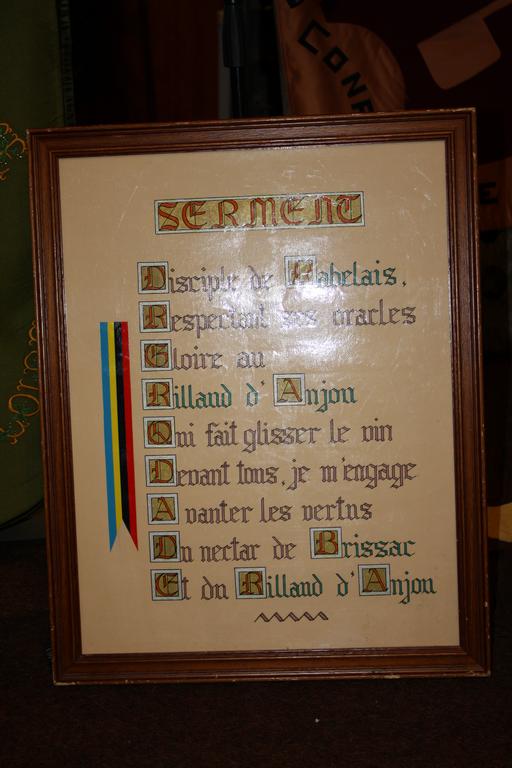 CONF
E
SERMENT
Disciple de Rabelais,
Respectant ses oracles
Gloire au
Rillaud d'Anjou
Qui fait glisser le vin
Devant tous, je m'engage
A vanter les vertus
Du nectar de Brissac
Et du Rillaud d'Anjou